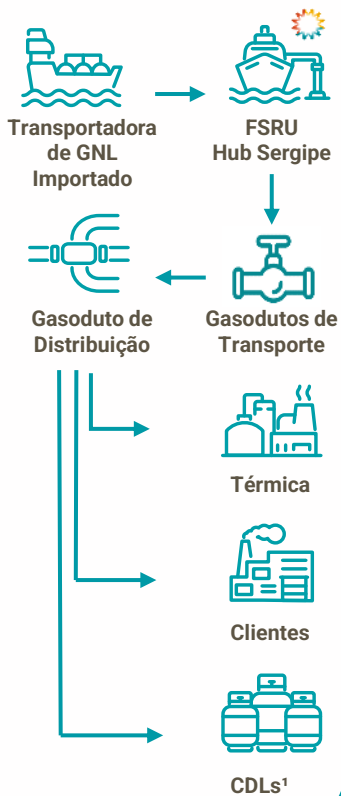 Transportadora
de GNL
Importado
FSRU
Hub Sergipe
Gasoduto de
Distribuição
Gasodutos de
Transporte
Térmica
Clientes
CDLs¹